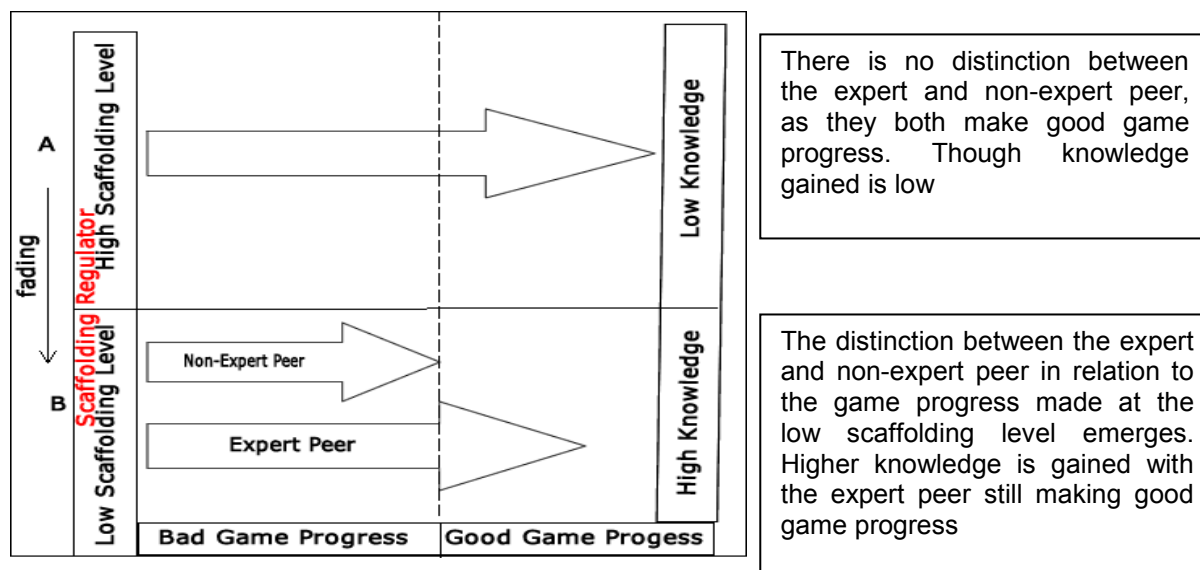 A
fading
B
Scaffolding Regulator
High Scaffolding Level
Low Scaffolding Level
Low Knowledge
High Knowledge
Non-Expert Peer
Expert Peer
Bad Game Progress
Good Game Progess
There is no distinction between
the expert and non-expert peer,
as they both make good game
progress. Though knowledge
gained is low
The distinction between the expert
and non-expert peer in relation to
the game progress made at the
low scaffolding level emerges.
Higher knowledge is gained with
the expert peer still making good
game progress